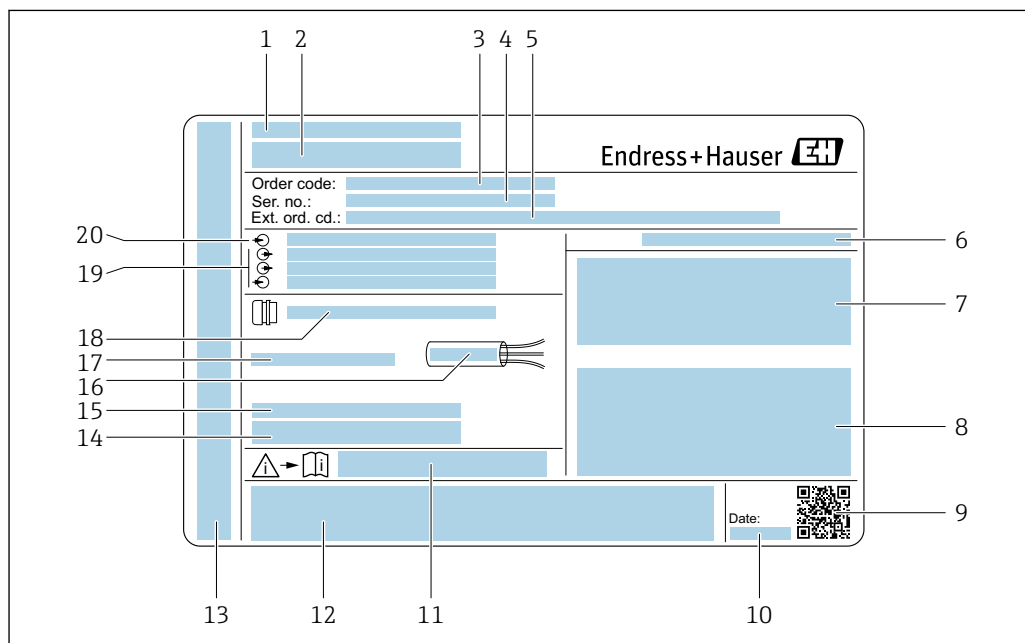 1 2 3 4 5
Endress+Hauser EH
Order code:
Ser. no.:
Ext. ord. cd.:
20 6
19
7
18
17
16
15
14 8
i i
9
Date:
13 12 11 10